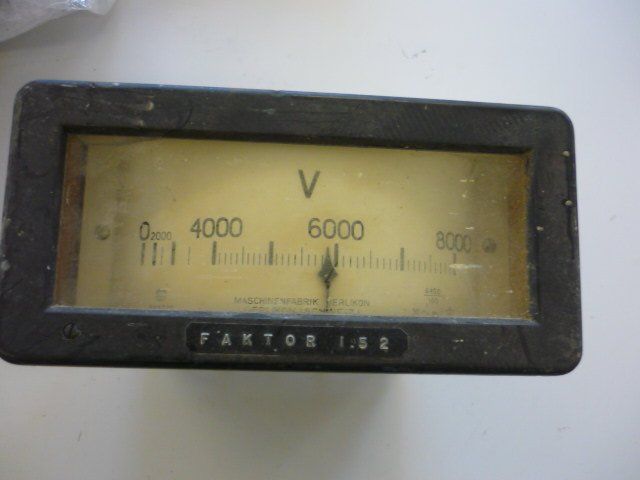 V
0 2000 4000 6000 8000
MASCHINENFABRIK OERLIKON
FAKTOR 1.52